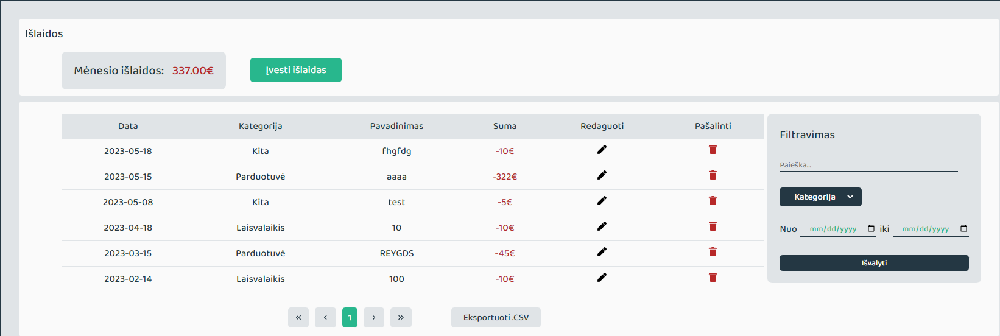 Išlaidos
Mėnesio išlaidos: 337.00€
Įvesti išlaidas
Data Kategorija Pavadinimas Suma Redaguoti Pašalinti
2023-05-18 Kita fhgfdg -10€
2023-05-15 Parduotuvė aaaa -322€
2023-05-08 Kita test -5€
2023-04-18 Laisvalaikis 10 -10€
2023-03-15 Parduotuvė REYGDS -45€
2023-02-14 Laisvalaikis 100 -10€
« ‹ 1 › »
Eksportuoti .CSV
Filtravimas
Paieška...
Kategorija
Nuo mm/dd/yyyy iki mm/dd/yyyy
Išvalyti